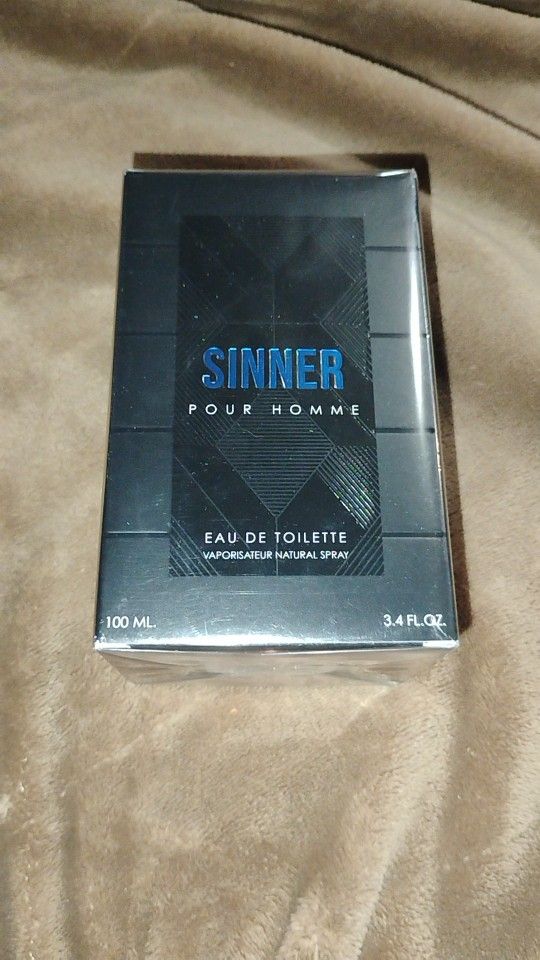 SINNER
POUR HOMME
EAU DE TOILETTE
VAPORISATEUR NATURAL SPRAY
100 ML.
3.4 FL.OZ.